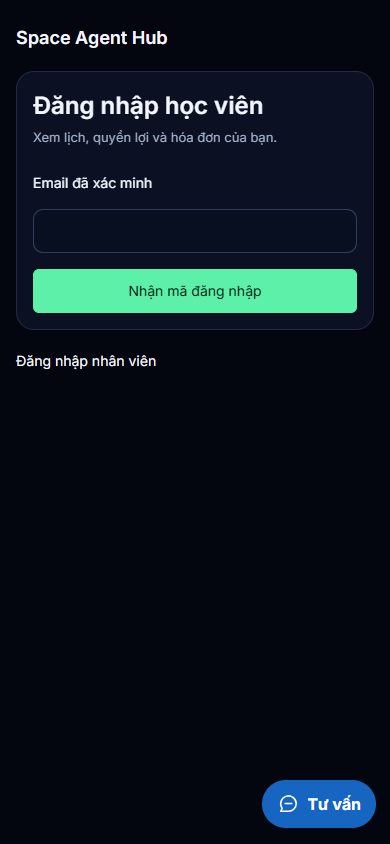 Space Agent Hub
Đăng nhập học viên
Xem lịch, quyền lợi và hóa đơn của bạn.
Email đã xác minh
Nhận mã đăng nhập
Đăng nhập nhân viên
Tư vấn